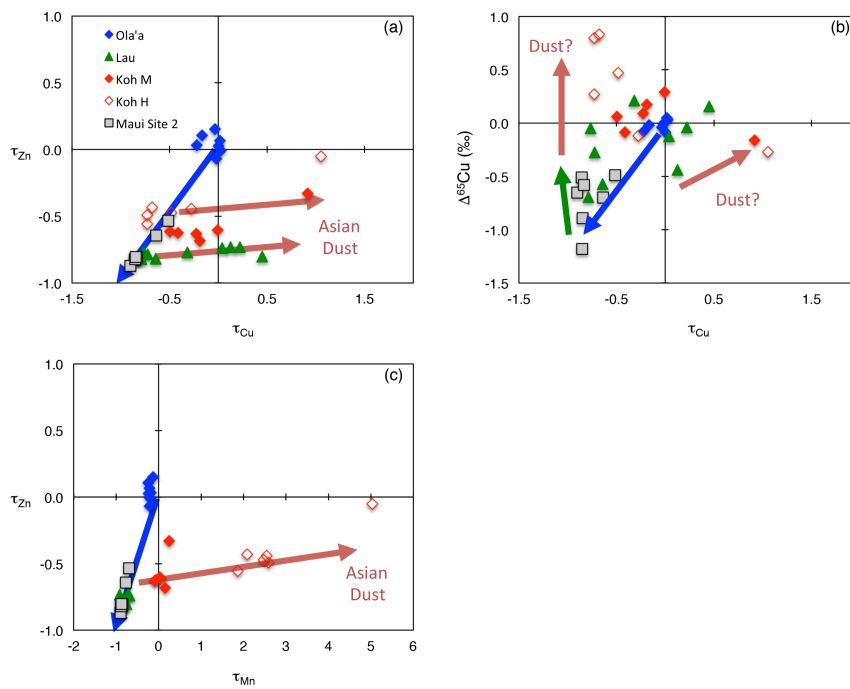 (a)
Ola'a
Lau
Koh M
Koh H
Maui Site 2
1.0
0.5
0.0
-0.5
-1.0
τZn
-1.5
-0.5
0.5
1.5
τCu
Asian
Dust
(b)
1.0
0.5
0.0
-0.5
-1.0
-1.5
Δ65Cu (‰)
-1.5
-0.5
0.5
1.5
τCu
Dust?
Dust?
(c)
1.0
0.5
0.0
-0.5
-1.0
τZn
-2
-1
0
1
2
3
4
5
6
τMn
Asian
Dust